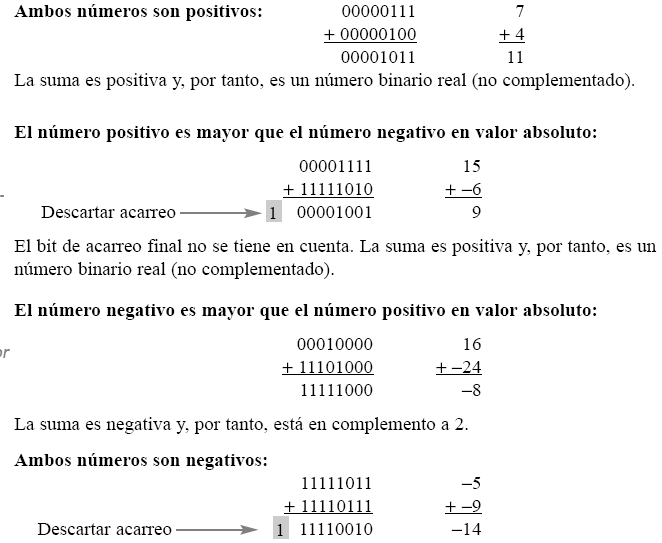 Ambos números son positivos: 00000111 7
+ 00000100 + 4
00001011 11
La suma es positiva y, por tanto, es un número binario real (no complementado).
El número positivo es mayor que el número negativo en valor absoluto:
00001111 15
+ 11111010 + –6
Descartar acarreo 1 00001001 9
El bit de acarreo final no se tiene en cuenta. La suma es positiva y, por tanto, es un
número binario real (no complementado).
El número negativo es mayor que el número positivo en valor absoluto:
00010000 16
or
+ 11101000 + –24
11111000 –8
La suma es negativa y, por tanto, está en complemento a 2.
Ambos números son negativos:
11111011 –5
+ 11110111 + –9
Descartar acarreo 1 11110010 –14